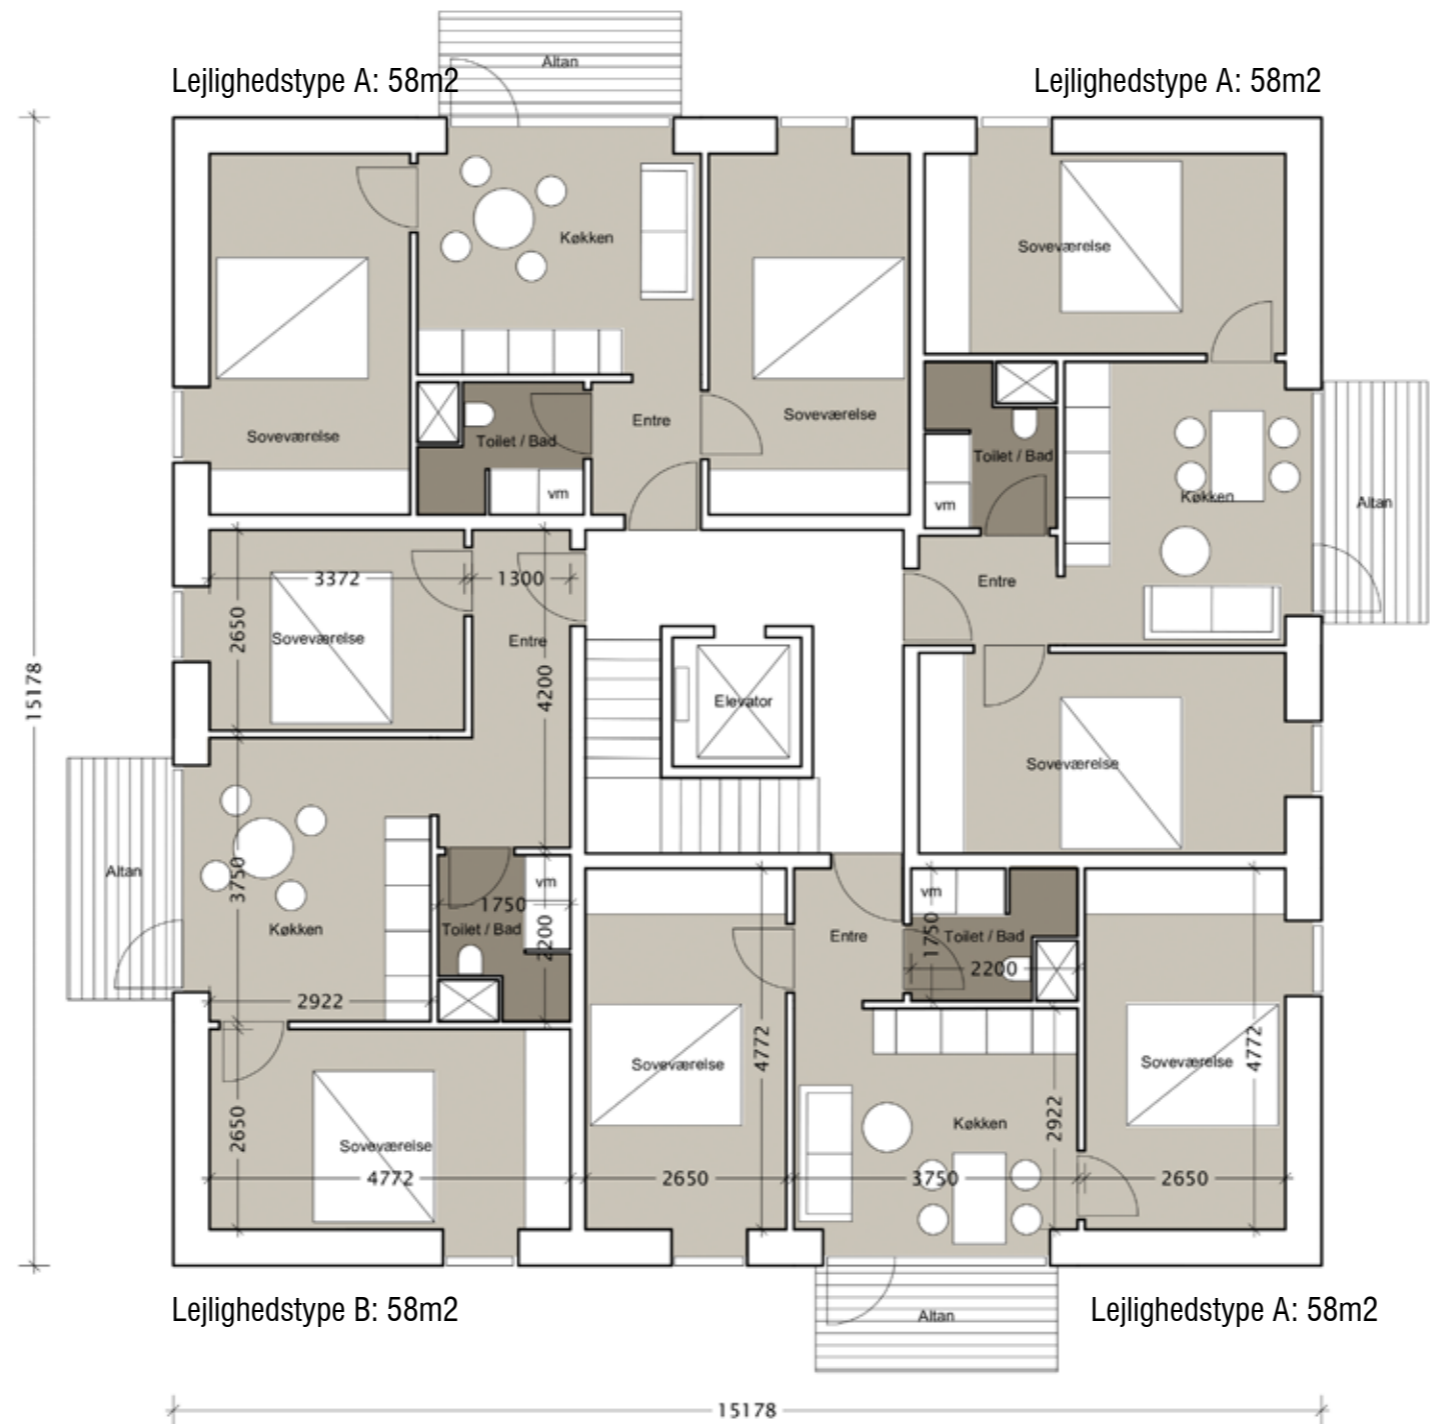 Altan
Lejlighedstype A: 58m2
Lejlighedstype A: 58m2
Køkken
Soveværelse
Soveværelse
Soveværelse
Entre
Toilet / Bad
vm
Toilet / Bad
vm
Køkken
Altan
3372
1300
Entre
2650
Soveværelse
Entre
4200
15178
Elevator
Soveværelse
Altan
3750
Køkken
vm
1750
Toilet / Bad
2200
2922
vm
Entre
1750
Toilet / Bad
2200
Soveværelse
4772
Soveværelse
4772
Køkken
2922
2650
Soveværelse
4772
2650
3750
2650
Lejlighedstype B: 58m2
Altan
Lejlighedstype A: 58m2
15178